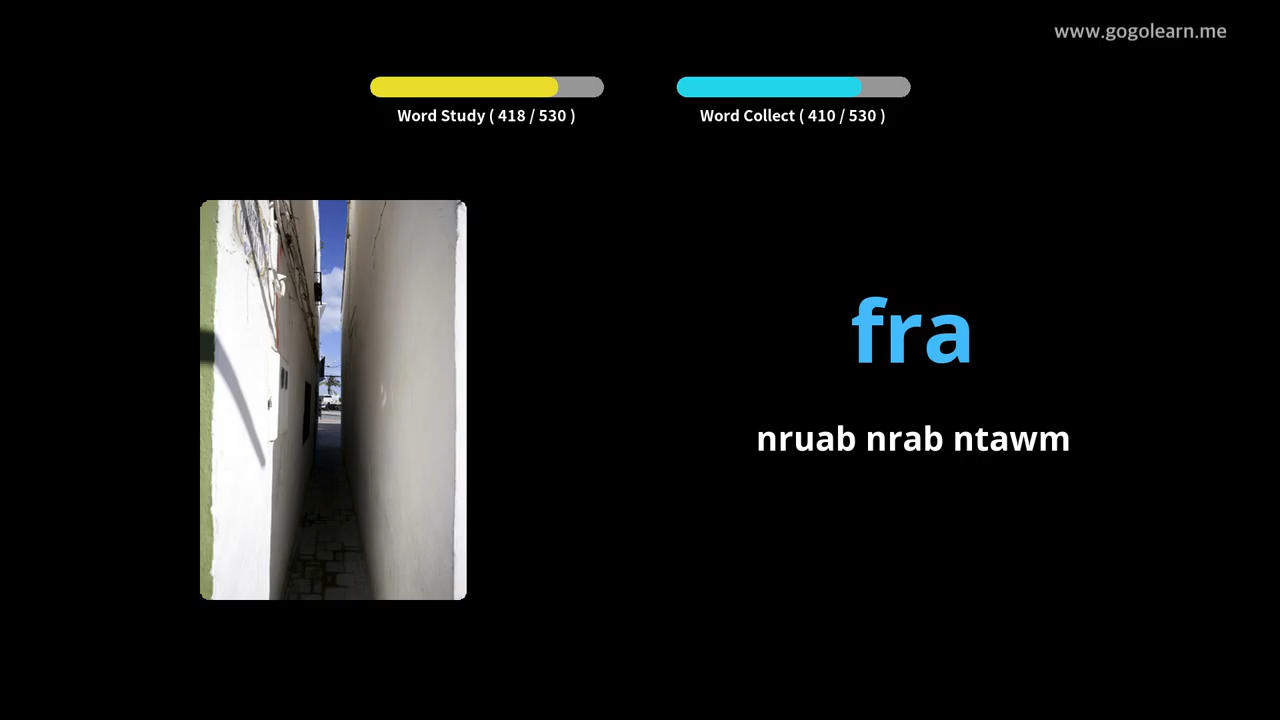 www.gogolearn.me
Word Study ( 418 / 530 )
Word Collect ( 410 / 530 )
fra
nruab nrab ntawm